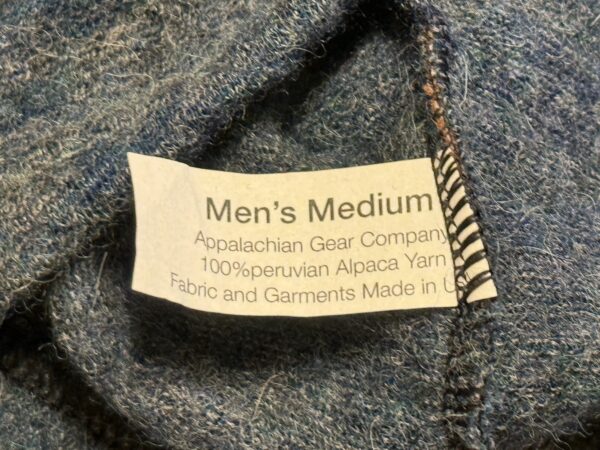 Men's Medium
Appalachian Gear Company
100%peruvian Alpaca Yarn
Fabric and Garments Made in